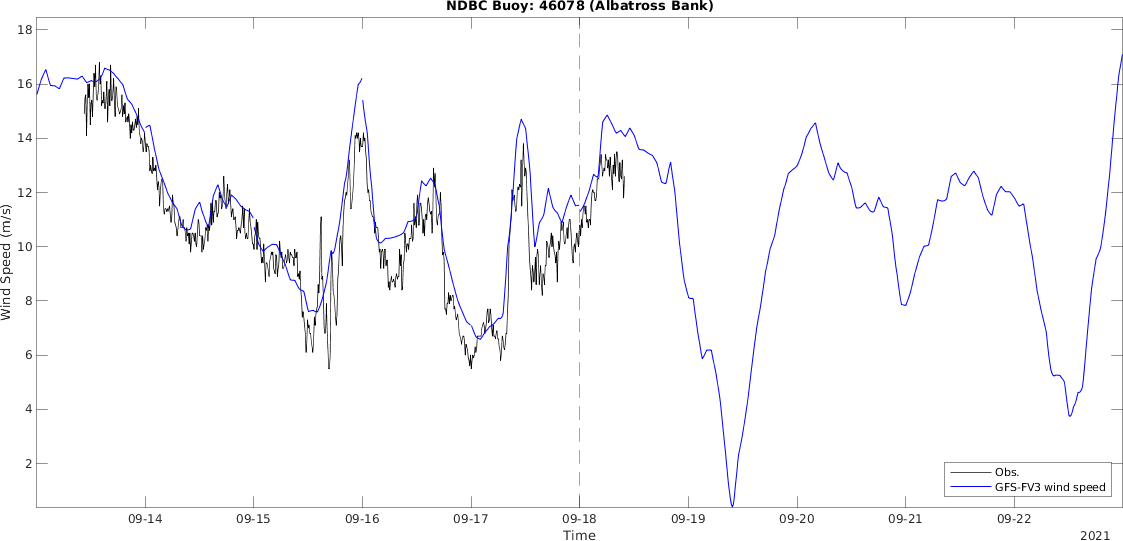 NDBC Buoy: 46078 (Albatross Bank)
18
16
14
12
10
8
6
4
2
Wind Speed (m/s)
Obs.
GFS-FV3 wind speed
09-14 09-15 09-16 09-17 09-18 09-19 09-20 09-21 09-22
Time
2021